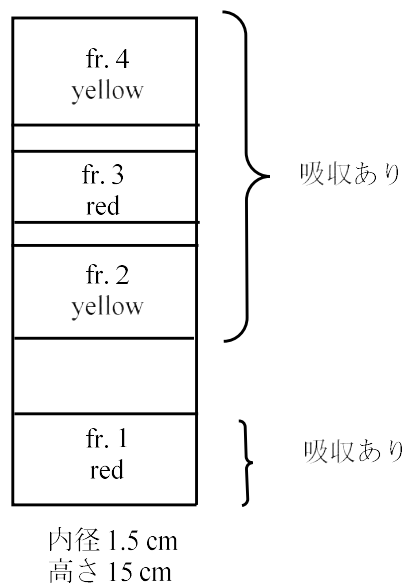 fr. 4
yellow
fr. 3
red
吸収あり
fr. 2
yellow
fr. 1
red
吸収あり
内径 1.5 cm
高さ 15 cm